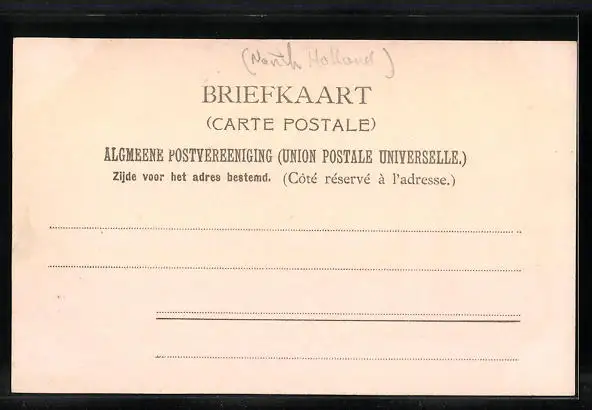 (North Holland)
BRIEFKAART
(CARTE POSTALE)
ALGMEENE POSTVEREENIGING (UNION POSTALE UNIVERSELLE.)
Zijde voor het adres bestemd. (Côté réservé à l'adresse.)